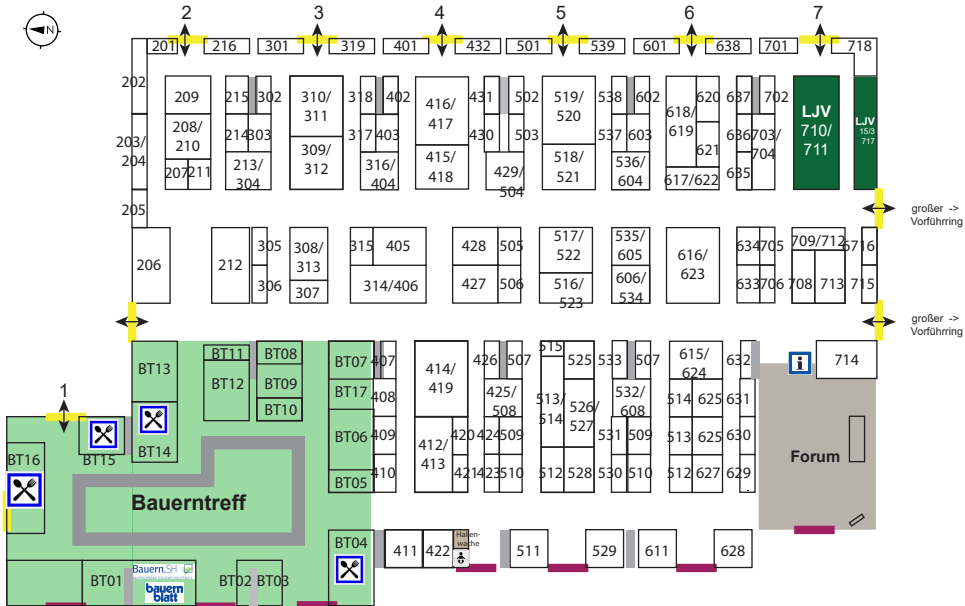 2 3 4 5 6 7
N
201 216 301 319 401 432 501 539 601 638 701 718
202 209 215 302 310/ 311 318 402 416/ 417 431 502 519/ 520 538 602 618/ 619 620 637 702 LJV 710/ 711 LJV 15/3 717
203/ 204 208/ 210 214 303 309/ 312 317 403 415/ 418 430 503 518/ 521 537 603 621 636 703/ 704
207 211 213/ 304 316/ 404 429/ 504 536/ 604 617/622 635
205
großer ->
Vorführring
206 212 305 308/ 313 315 405 428 505 517/ 522 535/ 605 616/ 623 634 705 709/712 6716
306 307 314/406 427 506 516/ 523 606/ 534 633 706 708 713 715
großer ->
Vorführring
BT13 BT11 BT08 BT07 407 414/ 419 426 507 515 525 533 507 615/ 624 632 i 714
BT12 BT09 BT17 408 425/ 508 513/ 514 526/ 527 532/ 608 514 625 631
1
BT10
BT16 BT15 BT14 BT06 409 412/ 413 420 424 509 531 509 513 625 630
Forum
BT05 410 421 423 510 512 528 530 510 512 627 629
Bauerntreff
BT04 411 422 Hallen-
wache
511 529 611 628
BT01 Bauern.SH
bauern
blatt
BT02 BT03